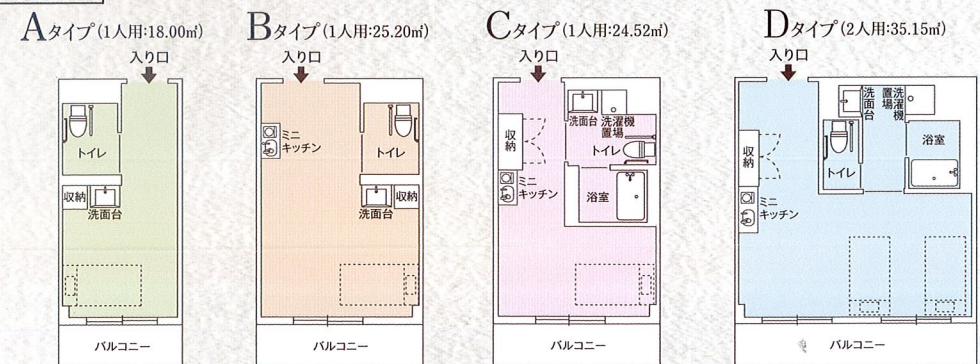 Aタイプ(1人用:18.00㎡)
入り口
トイレ
収納
洗面台
バルコニー
Bタイプ(1人用:25.20㎡)
入り口
ミニ
キッチン
トイレ
収納
洗面台
バルコニー
Cタイプ(1人用:24.52㎡)
入り口
洗面台
洗濯機
置場
収納
トイレ
ミニ
キッチン
浴室
バルコニー
Dタイプ(2人用:35.15㎡)
入り口
洗面台
洗濯機
置場
収納
浴室
トイレ
ミニ
キッチン
バルコニー